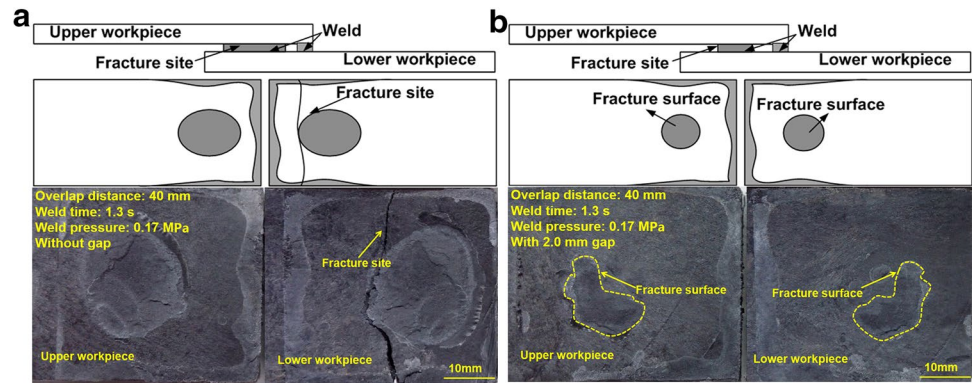 a
Upper workpiece
Weld
Fracture site
Lower workpiece
Fracture site
Overlap distance: 40 mm
Weld time: 1.3 s
Weld pressure: 0.17 MPa
Without gap
Fracture site
Upper workpiece
Lower workpiece
10mm
b
Upper workpiece
Weld
Fracture site
Lower workpiece
Fracture surface
Fracture surface
Overlap distance: 40 mm
Weld time: 1.3 s
Weld pressure: 0.17 MPa
With 2.0 mm gap
Fracture surface
Fracture surface
Upper workpiece
Lower workpiece
10mm